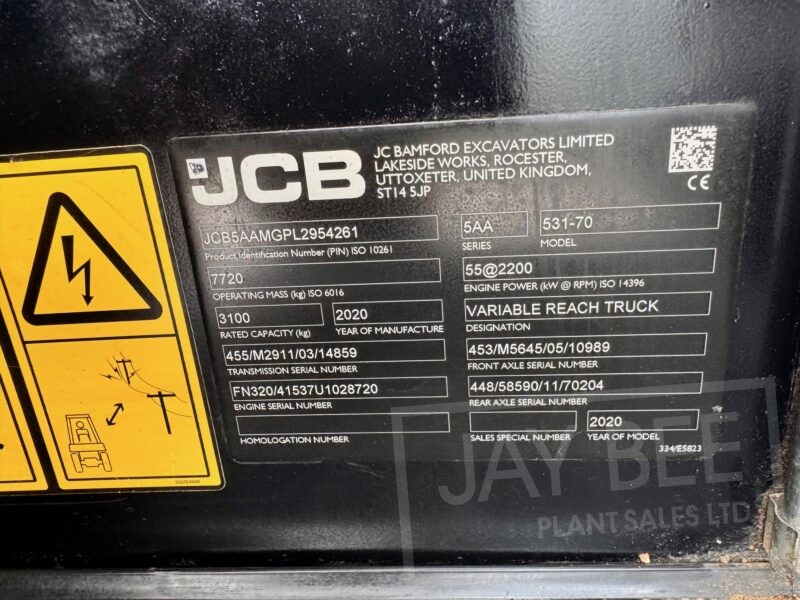 JCB
JC BAMFORD EXCAVATORS LIMITED
LAKESIDE WORKS, ROCESTER,
UTTOXETER, UNITED KINGDOM,
ST14 5JP
CE
JCB5AAMGPL2954261
Product Identification Number (PIN) ISO 10261
5AA
SERIES
531-70
MODEL
7720
OPERATING MASS (kg) ISO 6016
55@2200
ENGINE POWER (kW @ RPM) ISO 14396
3100
RATED CAPACITY (kg)
2020
YEAR OF MANUFACTURE
VARIABLE REACH TRUCK
DESIGNATION
455/M2911/03/14859
TRANSMISSION SERIAL NUMBER
453/M5645/05/10989
FRONT AXLE SERIAL NUMBER
FN320/41537U1028720
ENGINE SERIAL NUMBER
448/58590/11/70204
REAR AXLE SERIAL NUMBER
HOMOLOGATION NUMBER
SALES SPECIAL NUMBER
2020
YEAR OF MODEL
334/E5823
JAY BEE
PLANT SALES LTD